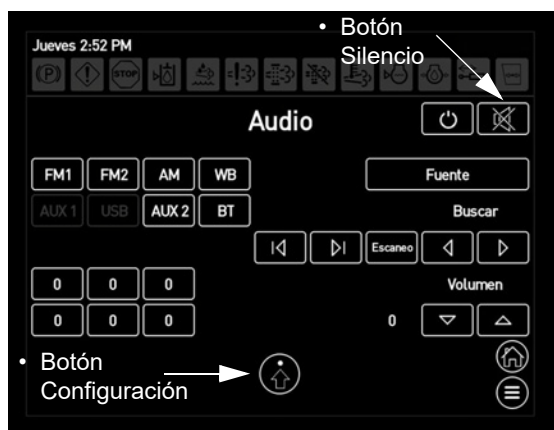 • Botón
Silencio
Jueves 2:52 PM
(P) STOP
Audio
FM1 FM2 AM WB Fuente
AUX 1 USB AUX 2 BT Buscar
Escaneo
0 0 0 Volumen
0 0 0 0
• Botón
Configuración